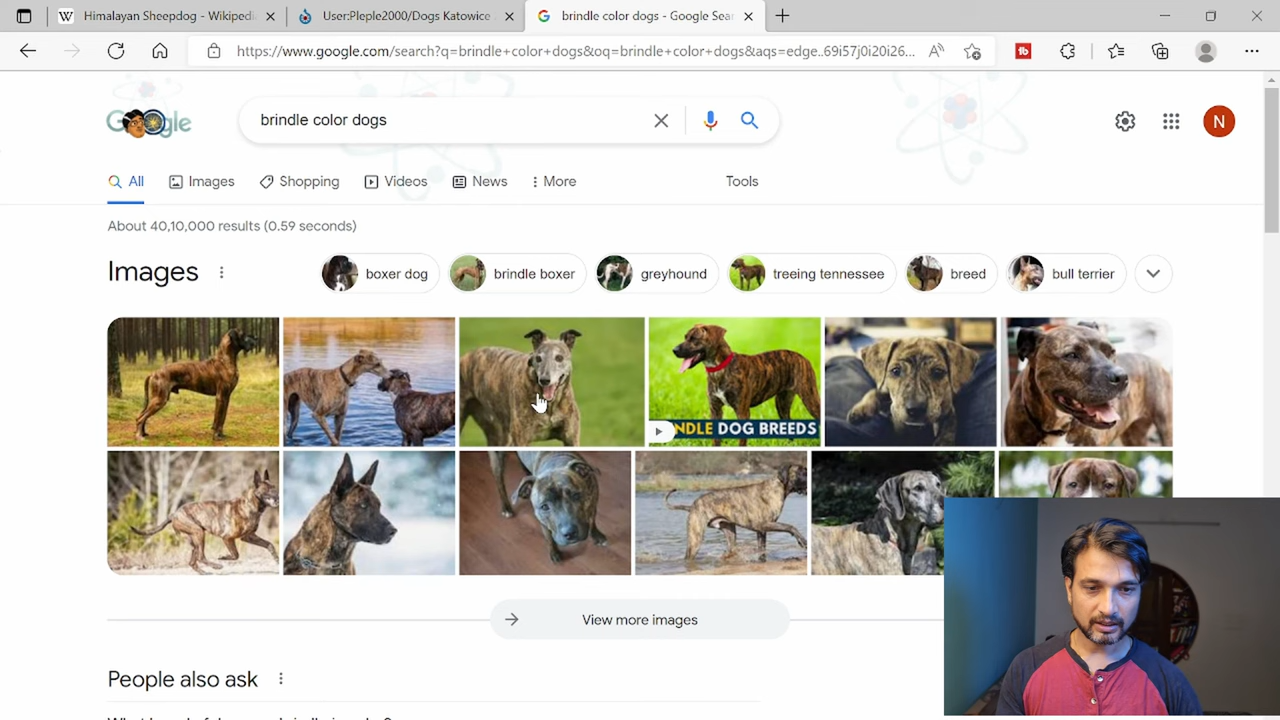 Himalayan Sheepdog - Wikipedi
User:Pleple2000/Dogs Katowice
brindle color dogs - Google Sear
https://www.google.com/search?q=brindle+color+dogs&oq=brindle+color+dogs&aqs=edge..69i57j0i20i26...
brindle color dogs
N
All
Images
Shopping
Videos
News
More
Tools
About 40,10,000 results (0.59 seconds)
Images
boxer dog
brindle boxer
greyhound
treeing tennessee
breed
bull terrier
NDLE DOG BREEDS
View more images
People also ask